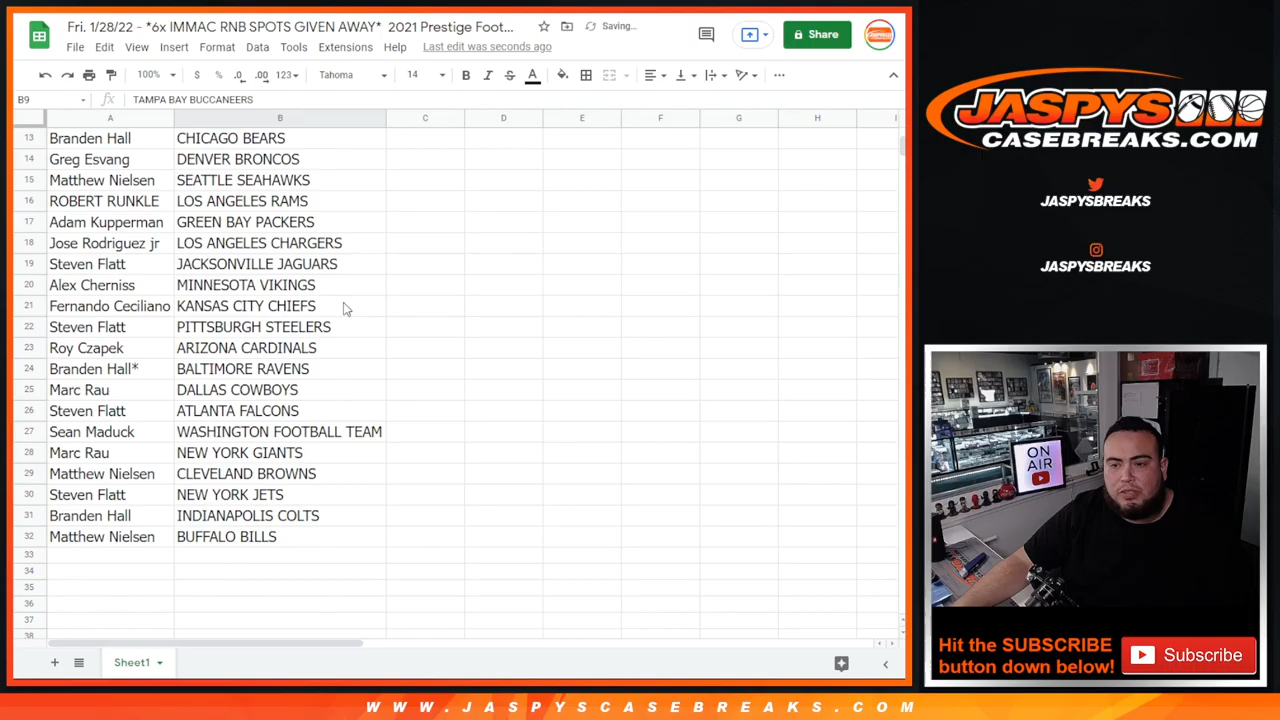 Fri. 1/28/22 - *6x IMMAC RNB SPOTS GIVEN AWAY* 2021 Prestige Foot...
Saving...
Share
File Edit View Insert Format Data Tools Extensions Help Last edit was seconds ago
100% $ % .0 .00 123 Tahoma 14 B I S A
B9 fx TAMPA BAY BUCCANEERS
A B C D E F G H I
13 Branden Hall CHICAGO BEARS
14 Greg Esvang DENVER BRONCOS
15 Matthew Nielsen SEATTLE SEAHAWKS
16 ROBERT RUNKLE LOS ANGELES RAMS
17 Adam Kupperman GREEN BAY PACKERS
18 Jose Rodriguez jr LOS ANGELES CHARGERS
19 Steven Flatt JACKSONVILLE JAGUARS
20 Alex Cherniss MINNESOTA VIKINGS
21 Fernando Ceciliano KANSAS CITY CHIEFS
22 Steven Flatt PITTSBURGH STEELERS
23 Roy Czapek ARIZONA CARDINALS
24 Branden Hall* BALTIMORE RAVENS
25 Marc Rau DALLAS COWBOYS
26 Steven Flatt ATLANTA FALCONS
27 Sean Maduck WASHINGTON FOOTBALL TEAM
28 Marc Rau NEW YORK GIANTS
29 Matthew Nielsen CLEVELAND BROWNS
30 Steven Flatt NEW YORK JETS
31 Branden Hall INDIANAPOLIS COLTS
32 Matthew Nielsen BUFFALO BILLS
33
34
35
36
37
38
Sheet1
JASPYS
CASEBREAKS.COM
JASPYSBREAKS
JASPYSBREAKS
ON
AIR
Hit the SUBSCRIBE
button down below!
Subscribe
WWW.JASPYSCASEBREAKS.COM